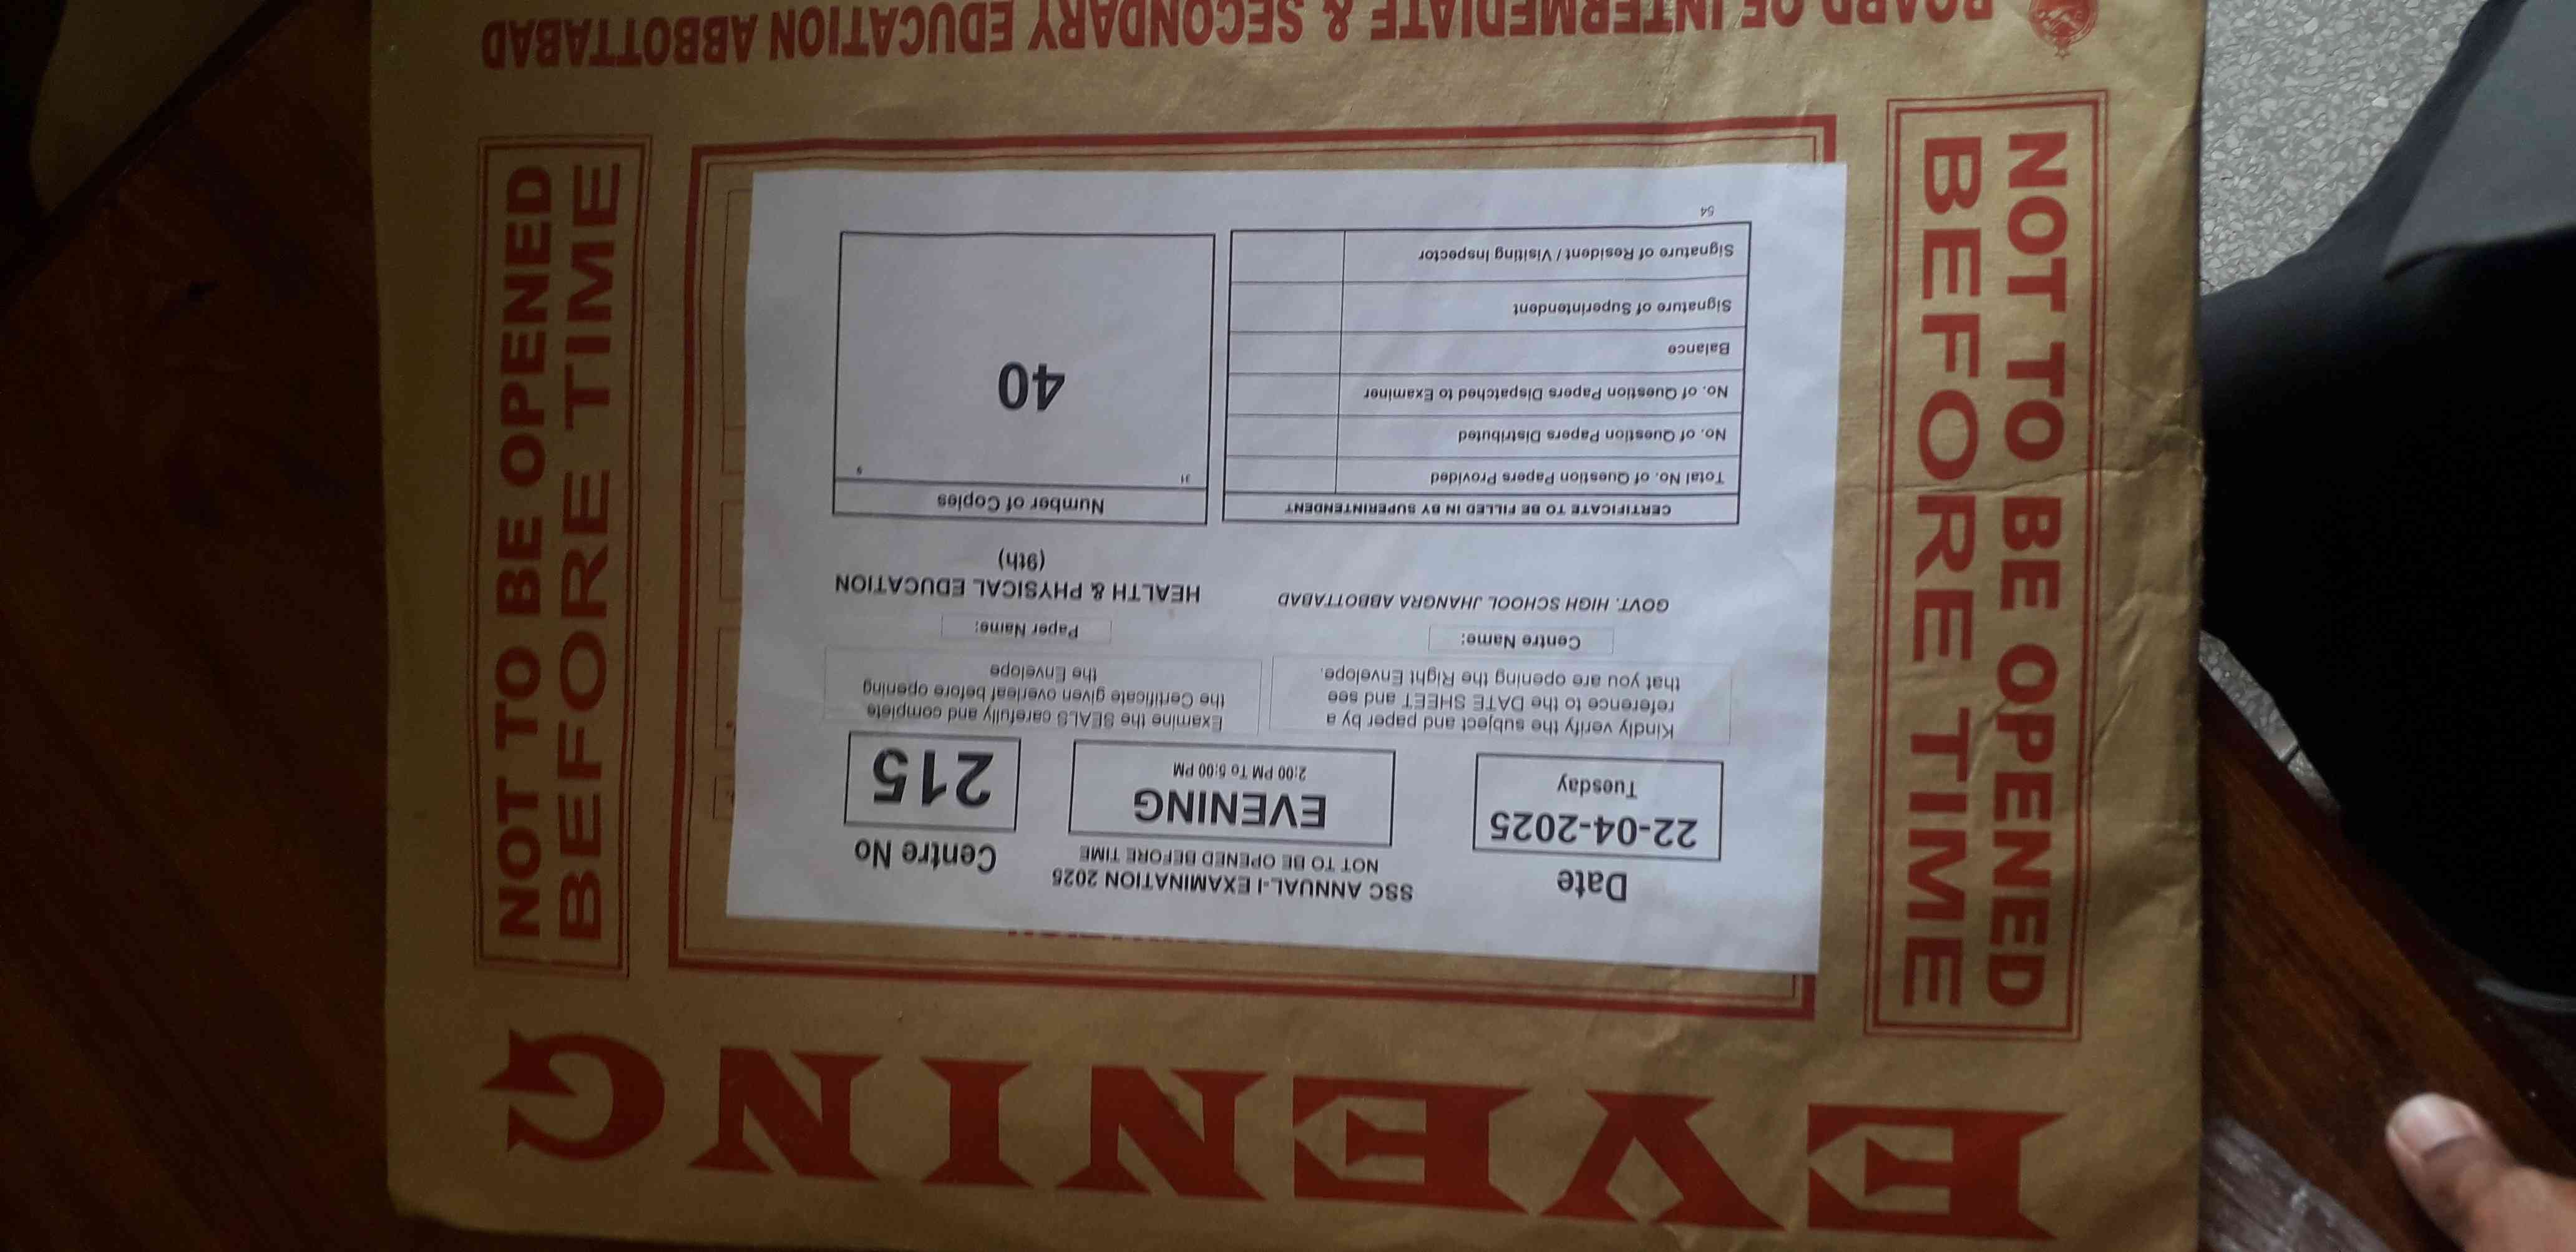 EVENING
NOT TO BE OPENED
BEFORE TIME
SSC ANNUAL-I EXAMINATION 2025
NOT TO BE OPENED BEFORE TIME
Date
22-04-2025
Tuesday
EVENING
2:00 PM To 5:00 PM
Centre No
215
Kindly verify the subject and paper by a
reference to the DATE SHEET and see
that you are opening the Right Envelope.
Examine the SEALS carefully and complete
the Certificate given overleaf before opening
the Envelope
Centre Name:
GOVT. HIGH SCHOOL JHANGRA ABBOTTABAD
Paper Name:
HEALTH & PHYSICAL EDUCATION
(9th)
CERTIFICATE TO BE FILLED IN BY SUPERINTENDENT
Total No. of Question Papers Provided
No. of Question Papers Distributed
No. of Question Papers Dispatched to Examiner
Balance
Signature of Superintendent
Signature of Resident / Visiting Inspector
54
Number of Copies
31 9
40
NOT TO BE OPENED
BEFORE TIME
BOARD OF INTERMEDIATE & SECONDARY EDUCATION ABBOTTABAD